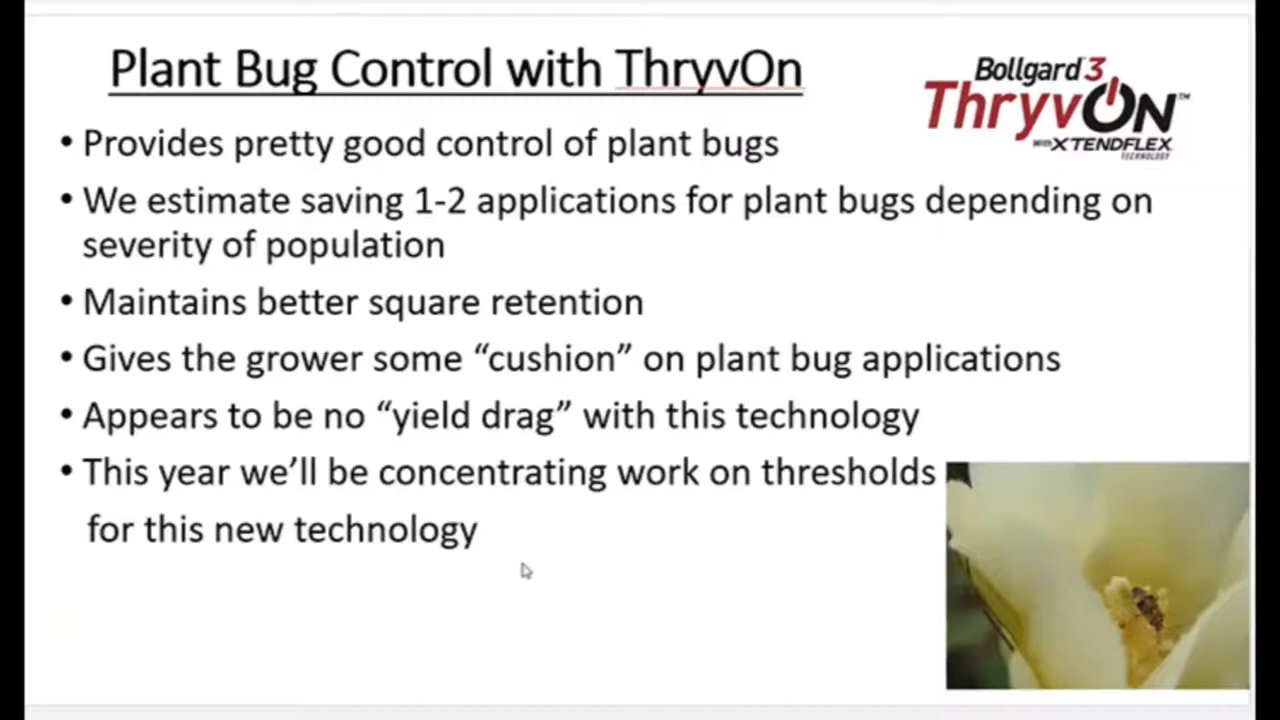 Plant Bug Control with ThryvOn
Bollgard 3
ThryvON™
WITH XTENDFLEX
TECHNOLOGY
• Provides pretty good control of plant bugs
• We estimate saving 1-2 applications for plant bugs depending on
severity of population
• Maintains better square retention
• Gives the grower some “cushion” on plant bug applications
• Appears to be no “yield drag” with this technology
• This year we’ll be concentrating work on thresholds
for this new technology